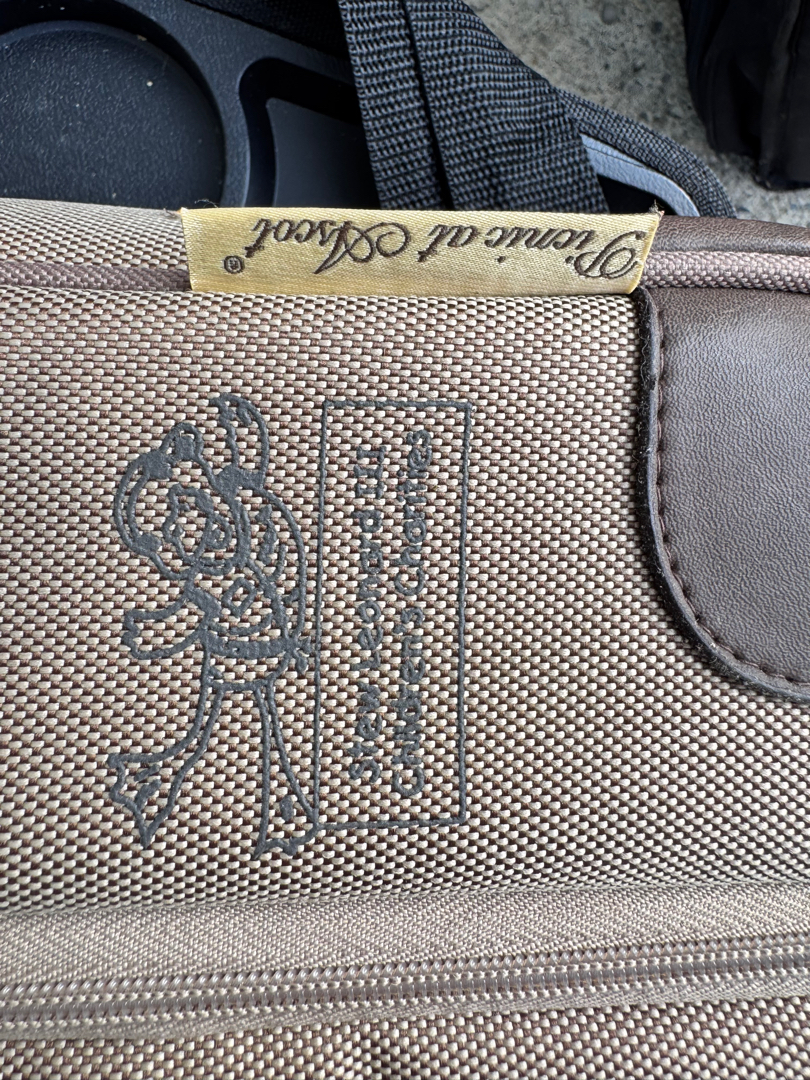 Picnic at Ascot®
Stew Leonard III
Children's Charities